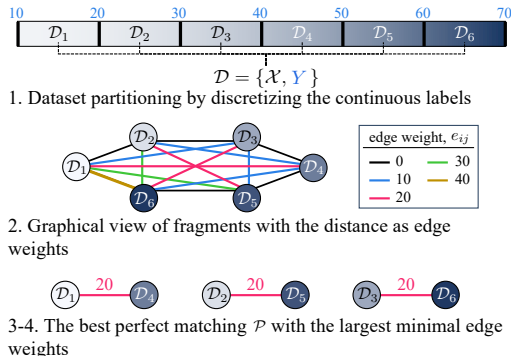 10 20 30 40 50 60 70
𝒟₁ 𝒟₂ 𝒟₃ 𝒟₄ 𝒟₅ 𝒟₆
𝒟 = {𝒳, Y}
1. Dataset partitioning by discretizing the continuous labels
𝒟₂ 𝒟₃
𝒟₁ 𝒟₄
𝒟₆ 𝒟₅
edge weight, eᵢⱼ
0 30
10 40
20
2. Graphical view of fragments with the distance as edge
weights
20 20 20
𝒟₁ 𝒟₄ 𝒟₂ 𝒟₅ 𝒟₃ 𝒟₆
3-4. The best perfect matching 𝒫 with the largest minimal edge
weights